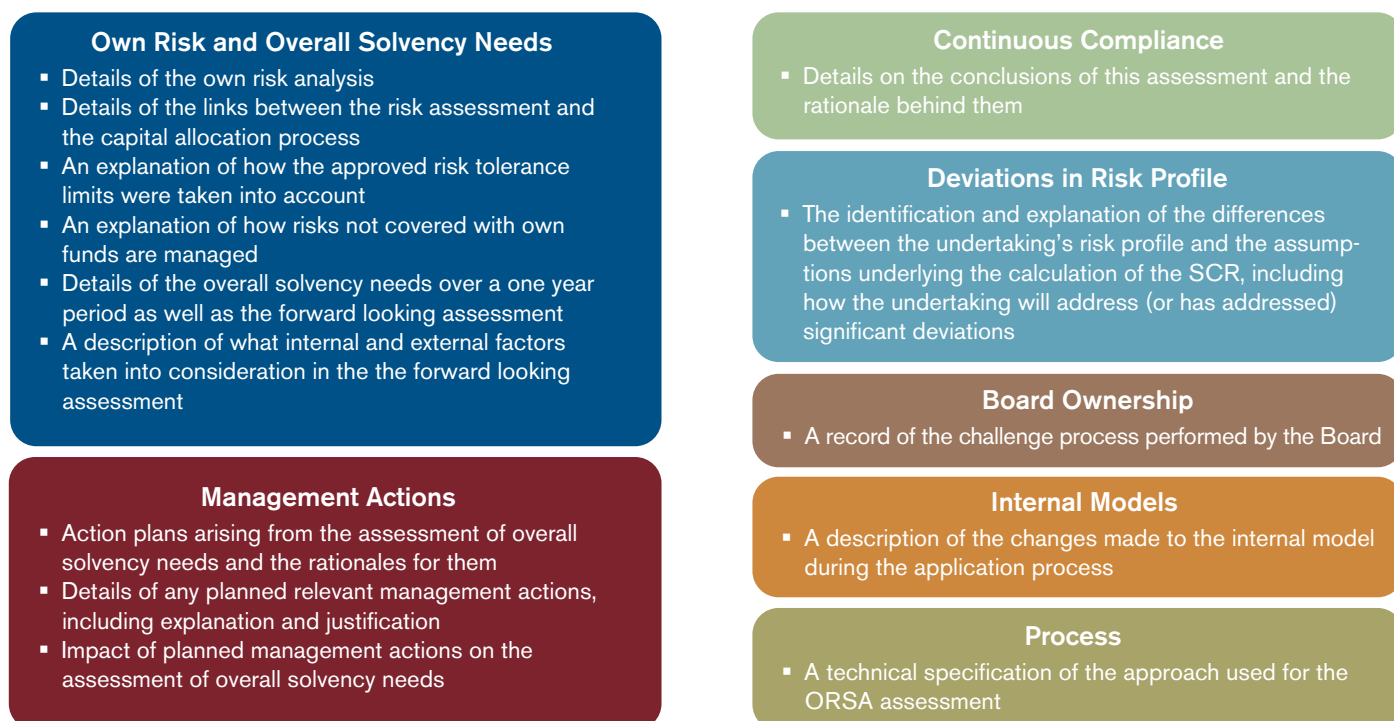 Own Risk and Overall Solvency Needs
▪ Details of the own risk analysis
▪ Details of the links between the risk assessment and
the capital allocation process
▪ An explanation of how the approved risk tolerance
limits were taken into account
▪ An explanation of how risks not covered with own
funds are managed
▪ Details of the overall solvency needs over a one year
period as well as the forward looking assessment
▪ A description of what internal and external factors
taken into consideration in the the forward looking
assessment
Management Actions
▪ Action plans arising from the assessment of overall
solvency needs and the rationales for them
▪ Details of any planned relevant management actions,
including explanation and justification
▪ Impact of planned management actions on the
assessment of overall solvency needs
Continuous Compliance
▪ Details on the conclusions of this assessment and the
rationale behind them
Deviations in Risk Profile
▪ The identification and explanation of the differences
between the undertaking's risk profile and the assump-
tions underlying the calculation of the SCR, including
how the undertaking will address (or has addressed)
significant deviations
Board Ownership
▪ A record of the challenge process performed by the Board
Internal Models
▪ A description of the changes made to the internal model
during the application process
Process
▪ A technical specification of the approach used for the
ORSA assessment